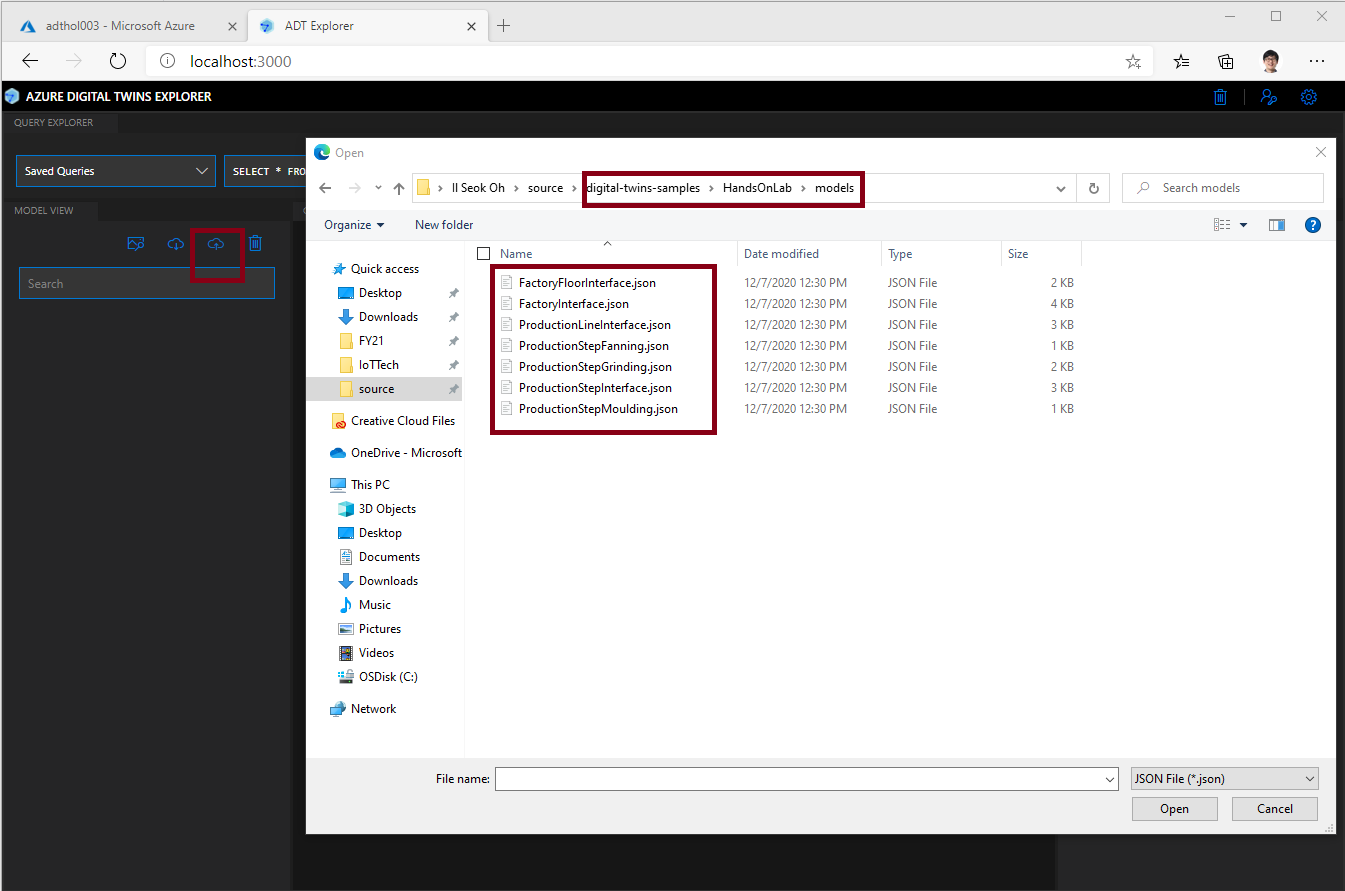 adthol003 - Microsoft Azure
ADT Explorer
localhost:3000
AZURE DIGITAL TWINS EXPLORER
QUERY EXPLORER
Saved Queries
SELECT * FRO
MODEL VIEW
Search
Open
Il Seok Oh > source > digital-twins-samples > HandsOnLab > models
Search models
Organize
New folder
Name Date modified Type Size
Quick access
Desktop
Downloads
FY21
IoTTech
source
Creative Cloud Files
OneDrive - Microsoft
This PC
3D Objects
Desktop
Documents
Downloads
Music
Pictures
Videos
OSDisk (C:)
Network
FactoryFloorInterface.json 12/7/2020 12:30 PM JSON File 2 KB
FactoryInterface.json 12/7/2020 12:30 PM JSON File 4 KB
ProductionLineInterface.json 12/7/2020 12:30 PM JSON File 3 KB
ProductionStepFanning.json 12/7/2020 12:30 PM JSON File 1 KB
ProductionStepGrinding.json 12/7/2020 12:30 PM JSON File 2 KB
ProductionStepInterface.json 12/7/2020 12:30 PM JSON File 3 KB
ProductionStepMoulding.json 12/7/2020 12:30 PM JSON File 1 KB
File name:
JSON File (*.json)
Open
Cancel